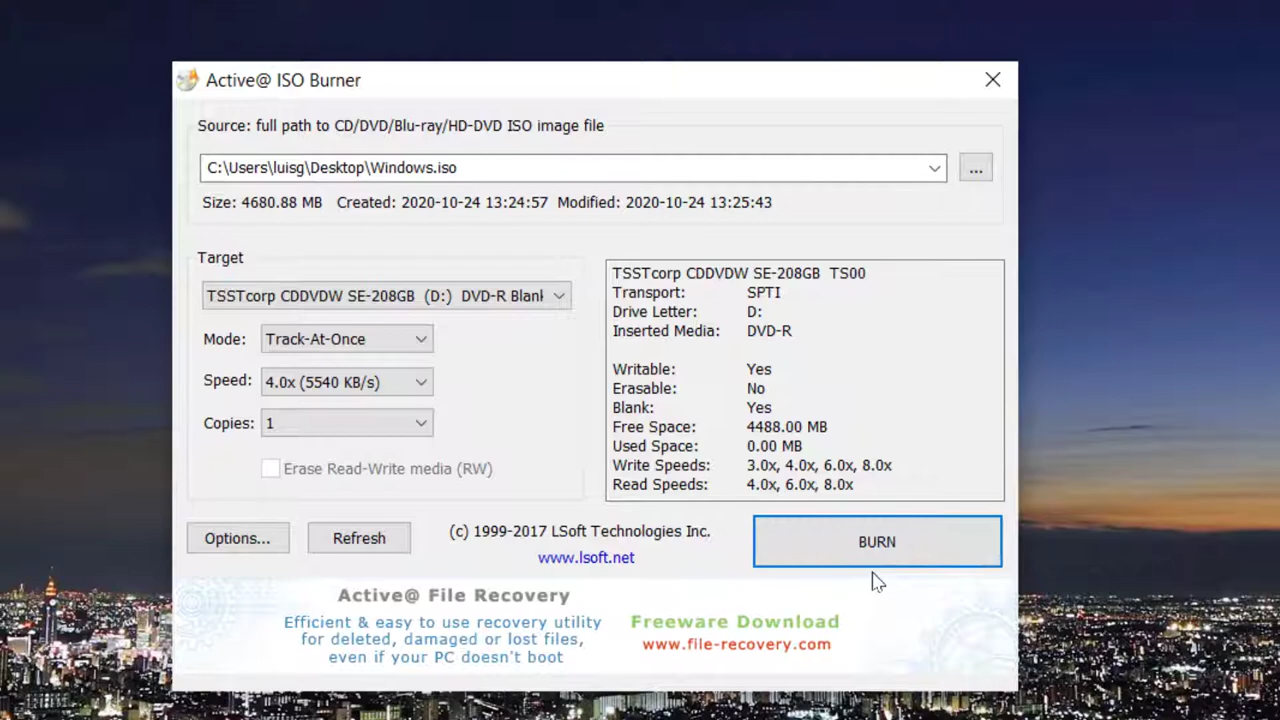 Active@ ISO Burner
Source: full path to CD/DVD/Blu-ray/HD-DVD ISO image file
C:\Users\luisg\Desktop\Windows.iso
...
Size: 4680.88 MB Created: 2020-10-24 13:24:57 Modified: 2020-10-24 13:25:43
Target
TSSTcorp CDDVDW SE-208GB (D:) DVD-R Blank
Mode: Track-At-Once
Speed: 4.0x (5540 KB/s)
Copies: 1
Erase Read-Write media (RW)
TSSTcorp CDDVDW SE-208GB TS00
Transport: SPTI
Drive Letter: D:
Inserted Media: DVD-R
Writable: Yes
Erasable: No
Blank: Yes
Free Space: 4488.00 MB
Used Space: 0.00 MB
Write Speeds: 3.0x, 4.0x, 6.0x, 8.0x
Read Speeds: 4.0x, 6.0x, 8.0x
Options...
Refresh
(c) 1999-2017 LSoft Technologies Inc.
www.lsoft.net
BURN
Active@ File Recovery
Efficient & easy to use recovery utility
for deleted, damaged or lost files,
even if your PC doesn't boot
Freeware Download
www.file-recovery.com